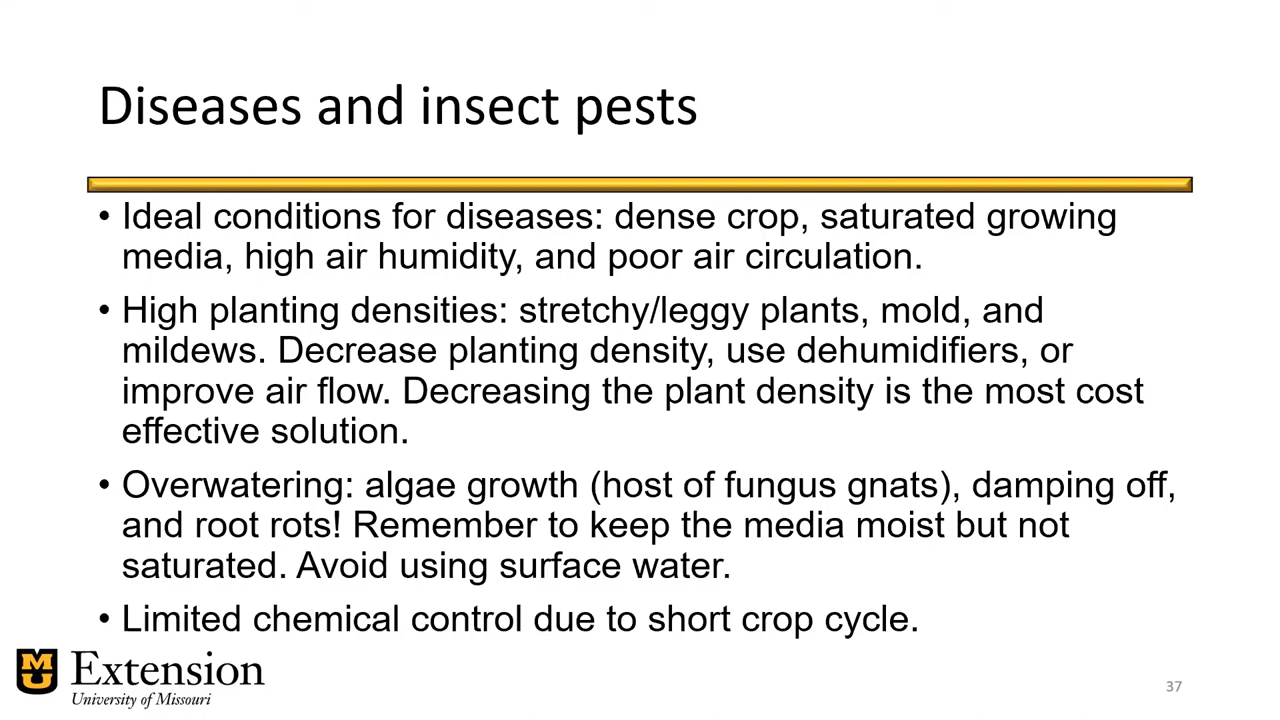 Diseases and insect pests
• Ideal conditions for diseases: dense crop, saturated growing
media, high air humidity, and poor air circulation.
• High planting densities: stretchy/leggy plants, mold, and
mildews. Decrease planting density, use dehumidifiers, or
improve air flow. Decreasing the plant density is the most cost
effective solution.
• Overwatering: algae growth (host of fungus gnats), damping off,
and root rots! Remember to keep the media moist but not
saturated. Avoid using surface water.
• Limited chemical control due to short crop cycle.
MU Extension
University of Missouri
37